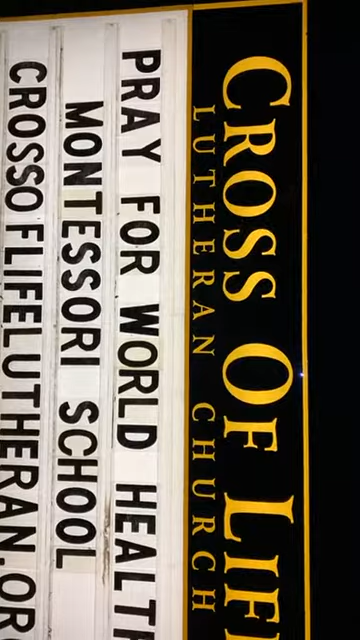 CROSS OF LIF
LUTHERAN CHURCH
PRAY FOR WORLD HEALT
MONTESSORI SCHOOL
CROSSOFLIFELUTHERAN.OR